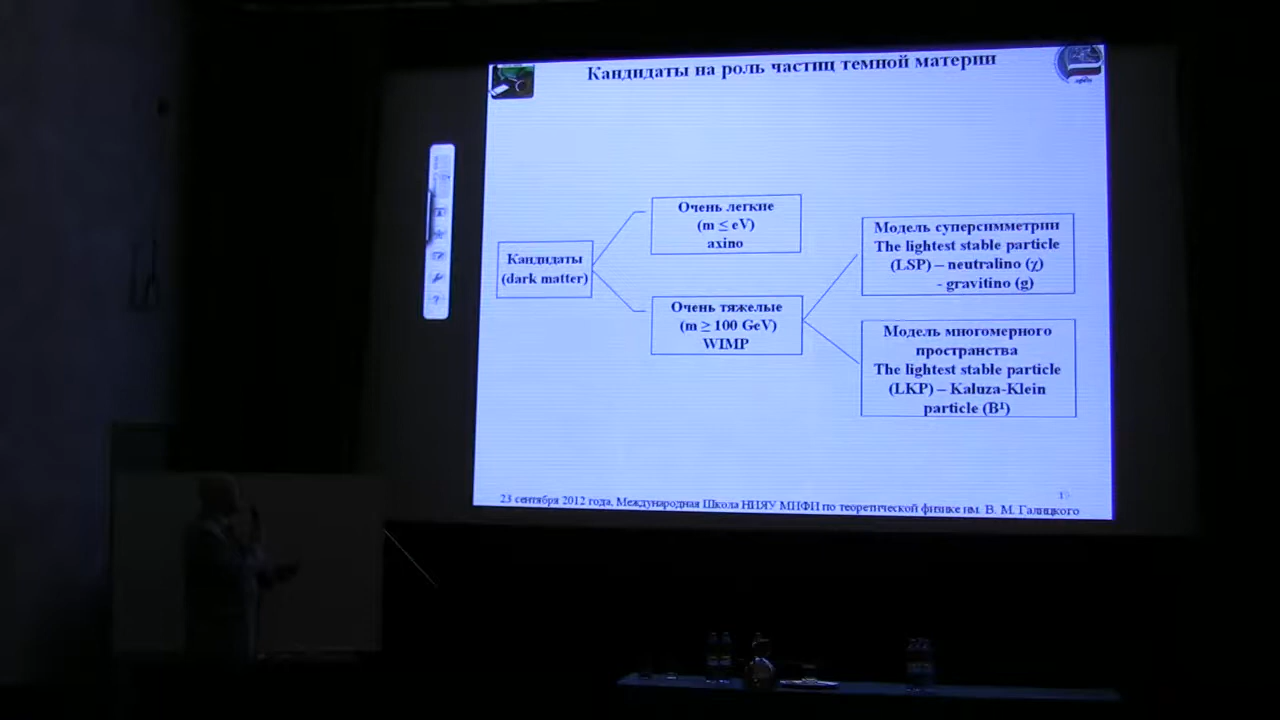 Кандидаты на роль частиц темной материи
Кандидаты
(dark matter)
Очень легкие
(m ≤ eV)
axino
Очень тяжелые
(m ≥ 100 GeV)
WIMP
Модель суперсимметрии
The lightest stable particle
(LSP) – neutralino (χ)
- gravitino (g)
Модель многомерного
пространства
The lightest stable particle
(LKP) – Kaluza-Klein
particle (B¹)
23 сентября 2012 года, Международная Школа НИЯУ МИФИ по теоретической физике им. В. М. Галицкого